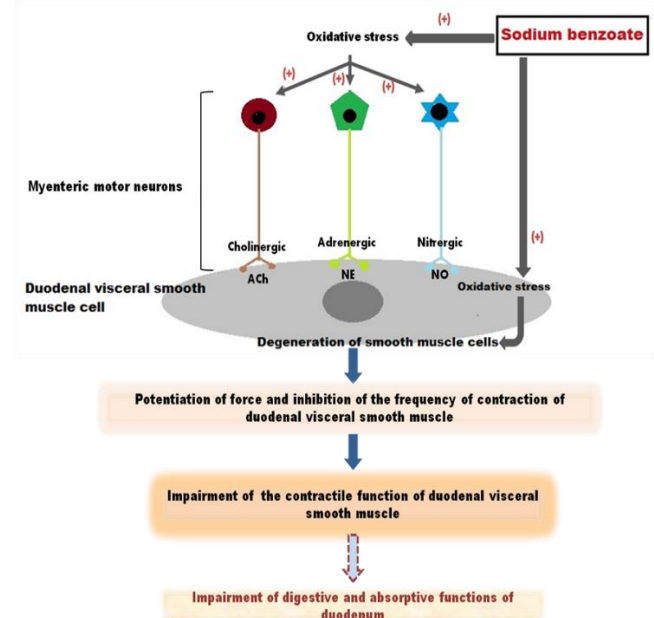 (+)
Oxidative stress
Sodium benzoate
(+)
(+)
(+)
Myenteric motor neurons
(+)
Cholinergic
Adrenergic
Nitrergic
ACh
NE
NO
Oxidative stress
Duodenal visceral smooth
muscle cell
Degeneration of smooth muscle cells
Potentiation of force and inhibition of the frequency of contraction of
duodenal visceral smooth muscle
Impairment of the contractile function of duodenal visceral
smooth muscle
Impairment of digestive and absorptive functions of
duodenum